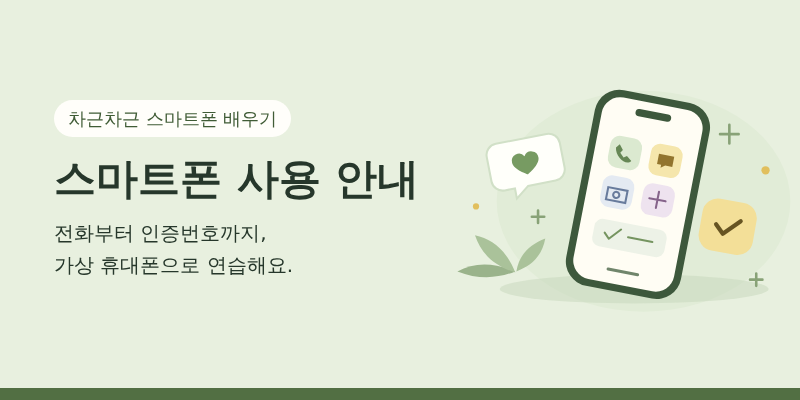 차근차근 스마트폰 배우기
스마트폰 사용 안내
전화부터 인증번호까지,
가상 휴대폰으로 연습해요.